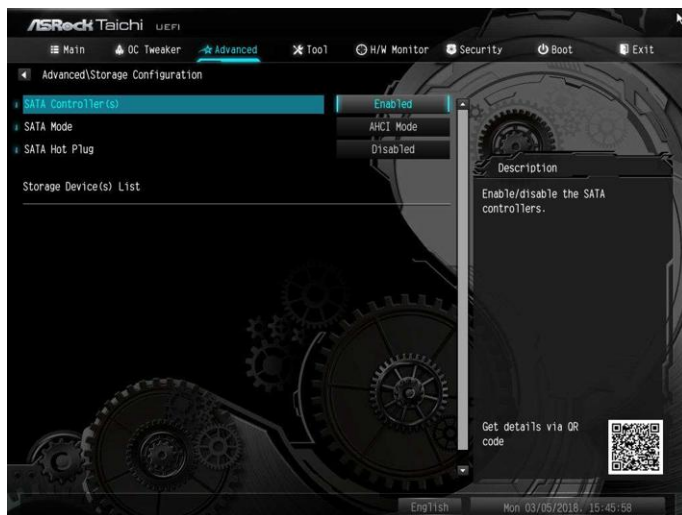 ASRock Taichi UEFI
Main OC Tweaker Advanced Tool H/W Monitor Security Boot Exit
Advanced\Storage Configuration
SATA Controller(s) Enabled
SATA Mode AHCI Mode
SATA Hot Plug Disabled
Storage Device(s) List
Description
Enable/disable the SATA
controllers.
Get details via QR
code
English Mon 03/05/2018, 15:45:58